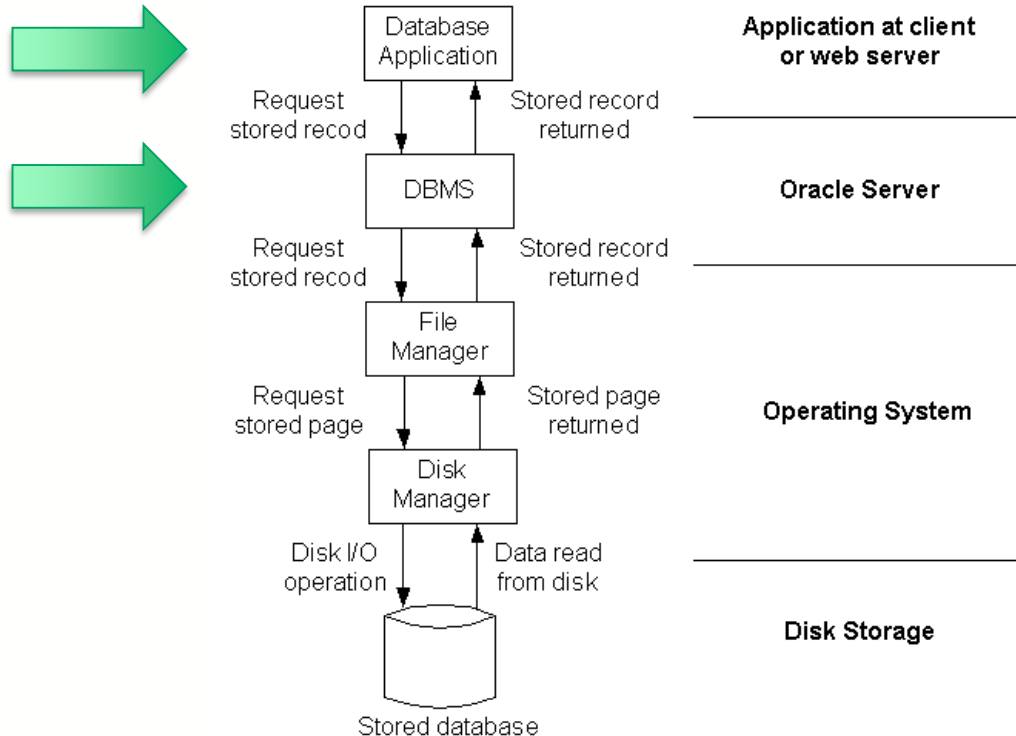 Database
Application
Application at client
or web server
Request
stored recod
Stored record
returned
DBMS
Oracle Server
Request
stored recod
Stored record
returned
File
Manager
Request
stored page
Stored page
returned
Operating System
Disk
Manager
Disk I/O
operation
Data read
from disk
Disk Storage
Stored database